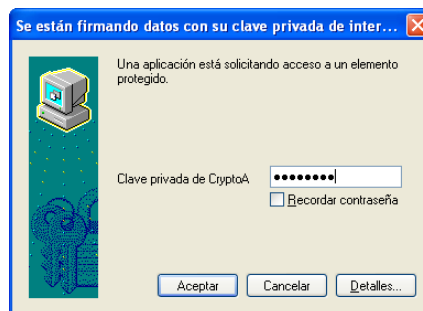 Se están firmando datos con su clave privada de inter...
Una aplicación está solicitando acceso a un elemento
protegido.
Clave privada de CryptoA
••••••••
Recordar contraseña
Aceptar Cancelar Detalles...